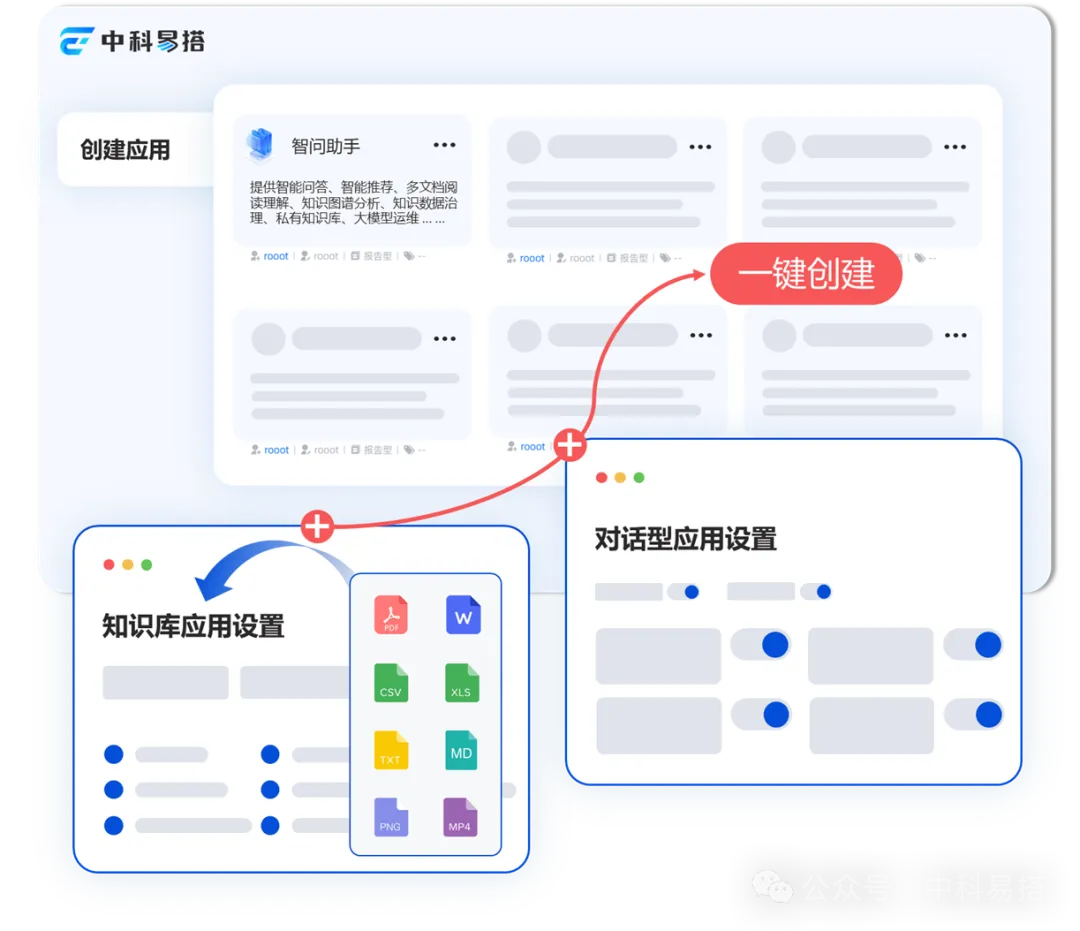 中科易搭
创建应用
智问助手
提供智能问答、智能推荐、多文档阅
读理解、知识图谱分析、知识数据治
理、私有知识库、大模型运维 ... ...
rooot | rooot | 报告型 | --
rooot | rooot | 报告型 | --
--
一键创建
rooot | rooot | 报告型 | --
rooot
对话型应用设置
知识库应用设置
PDF
W
CSV
XLS
TXT
MD
PNG
MP4
公众号 中科易搭